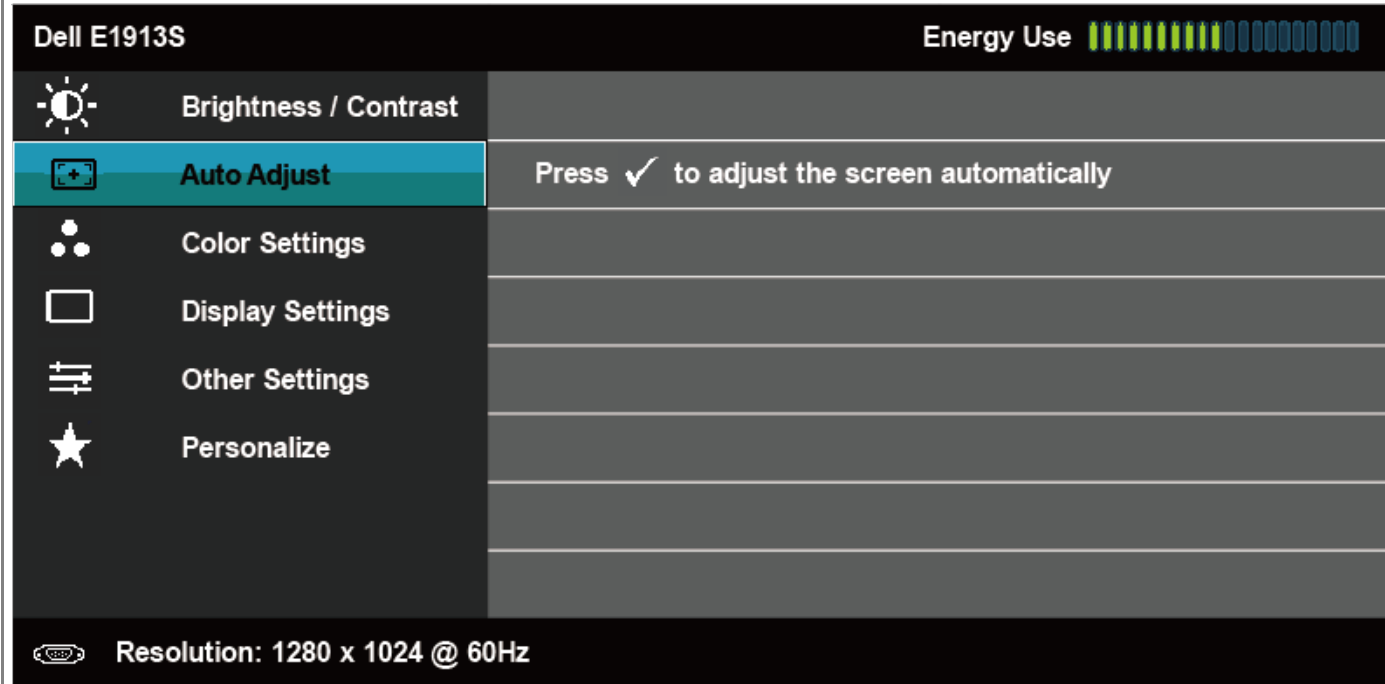 Dell E1913S Energy Use
Brightness / Contrast
Auto Adjust Press ✓ to adjust the screen automatically
Color Settings
Display Settings
Other Settings
Personalize
Resolution: 1280 x 1024 @ 60Hz